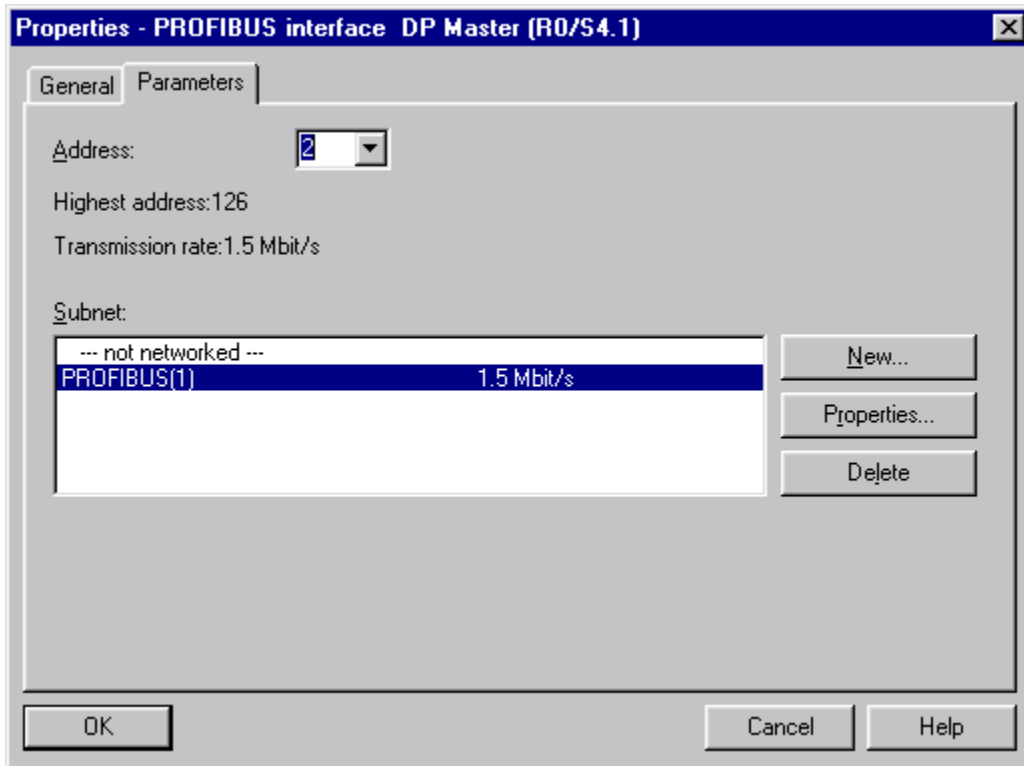 Properties - PROFIBUS interface  DP Master (R0/S4.1)
General Parameters
Address: 2
Highest address:126
Transmission rate:1.5 Mbit/s
Subnet:
--- not networked ---
PROFIBUS(1) 1.5 Mbit/s
New...
Properties...
Delete
OK Cancel Help